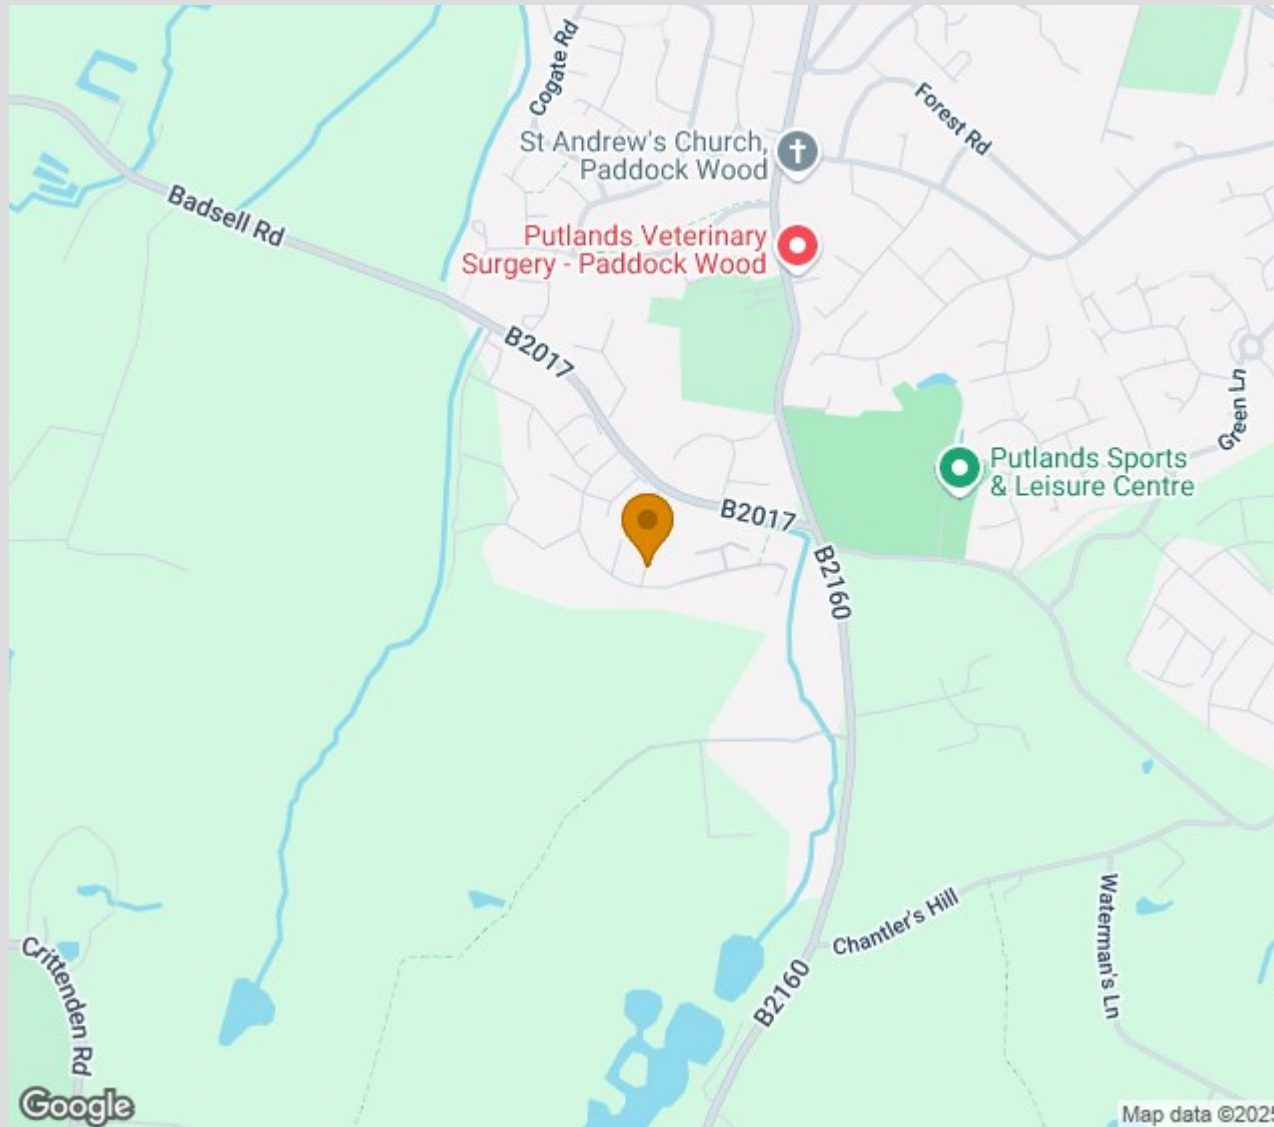 Cogate Rd
Forest Rd
St Andrew's Church,
Paddock Wood
Badsell Rd
Putlands Veterinary
Surgery - Paddock Wood
B2017
Green Ln
Putlands Sports
& Leisure Centre
B2017
B2160
Chantler's Hill
Waterman's Ln
Crittenden Rd
B2160
Google
Map data ©2025